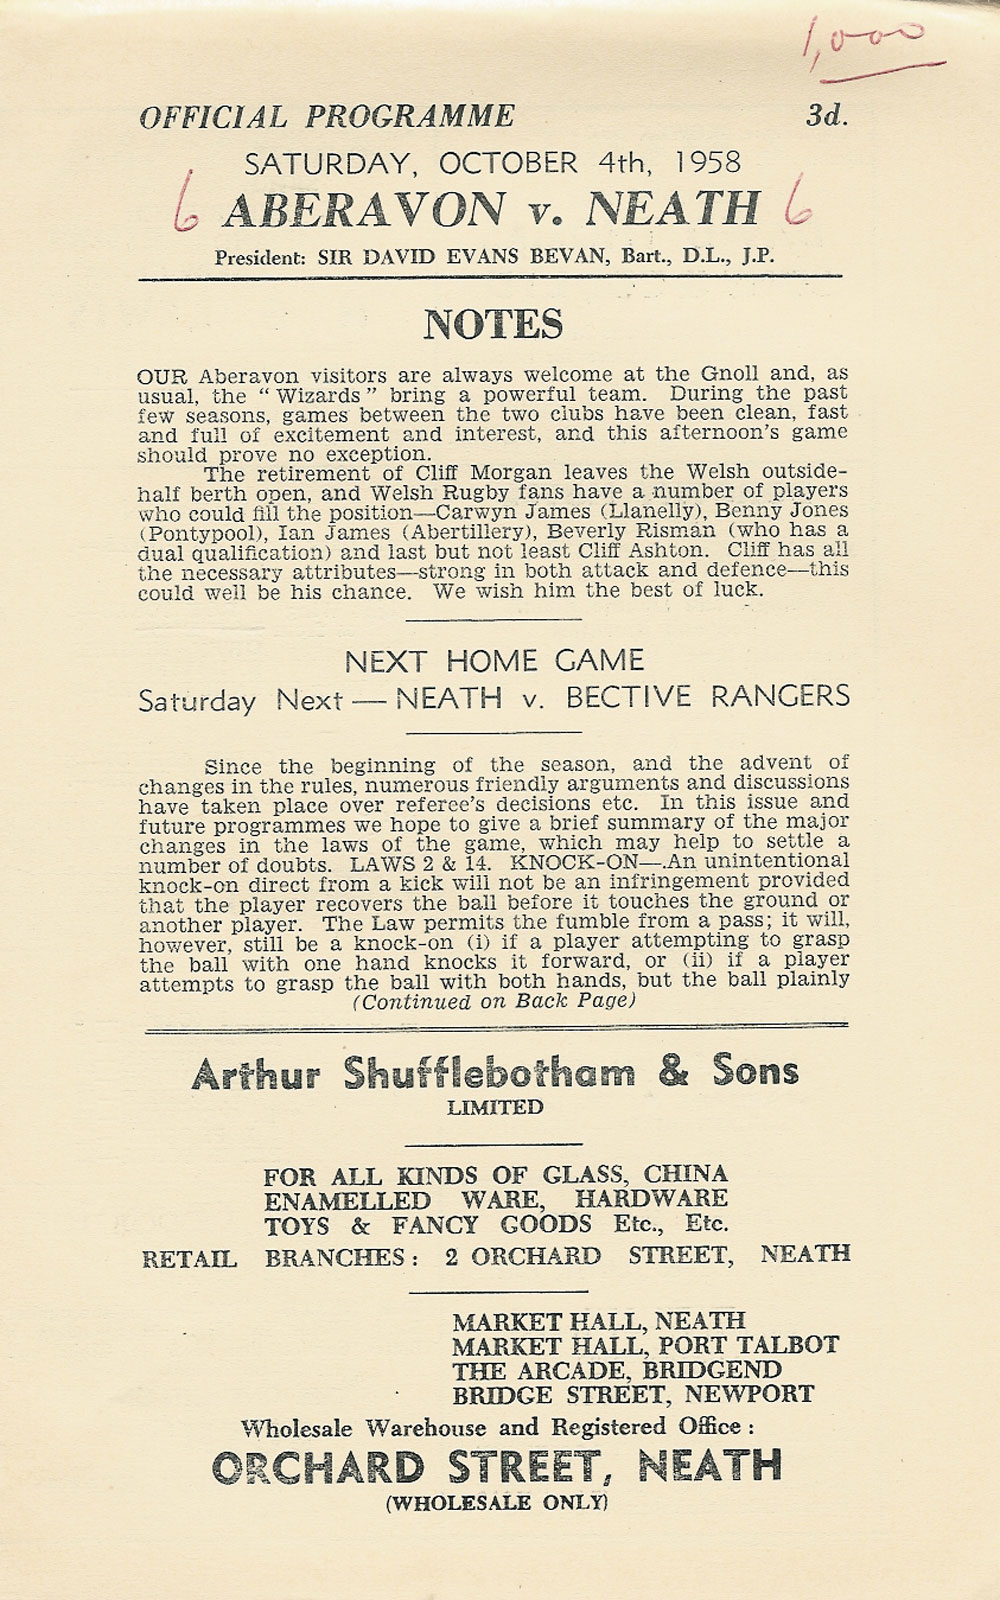 1,000
OFFICIAL PROGRAMME 3d.
SATURDAY, OCTOBER 4th, 1958
6 ABERAVON v. NEATH 6
President: SIR DAVID EVANS BEVAN, Bart., D.L., J.P.
NOTES
OUR Aberavon visitors are always welcome at the Gnoll and, as
usual, the "Wizards" bring a powerful team. During the past
few seasons, games between the two clubs have been clean, fast
and full of excitement and interest, and this afternoon's game
should prove no exception.
The retirement of Cliff Morgan leaves the Welsh outside-
half berth open, and Welsh Rugby fans have a number of players
who could fill the position—Carwyn James (Llanelly), Benny Jones
(Pontypool), Ian James (Abertillery), Beverly Risman (who has a
dual qualification) and last but not least Cliff Ashton. Cliff has all
the necessary attributes—strong in both attack and defence—this
could well be his chance. We wish him the best of luck.
NEXT HOME GAME
Saturday Next — NEATH v. BECTIVE RANGERS
Since the beginning of the season, and the advent of
changes in the rules, numerous friendly arguments and discussions
have taken place over referee's decisions etc. In this issue and
future programmes we hope to give a brief summary of the major
changes in the laws of the game, which may help to settle a
number of doubts. LAWS 2 & 14. KNOCK-ON—.An unintentional
knock-on direct from a kick will not be an infringement provided
that the player recovers the ball before it touches the ground or
another player. The Law permits the fumble from a pass; it will,
however, still be a knock-on (i) if a player attempting to grasp
the ball with one hand knocks it forward, or (ii) if a player
attempts to grasp the ball with both hands, but the ball plainly
(Continued on Back Page)
Arthur Shufflebotham & Sons
LIMITED
FOR ALL KINDS OF GLASS, CHINA
ENAMELLED WARE, HARDWARE
TOYS & FANCY GOODS Etc., Etc.
RETAIL BRANCHES: 2 ORCHARD STREET, NEATH
MARKET HALL, NEATH
MARKET HALL, PORT TALBOT
THE ARCADE, BRIDGEND
BRIDGE STREET, NEWPORT
Wholesale Warehouse and Registered Office:
ORCHARD STREET, NEATH
(WHOLESALE ONLY)